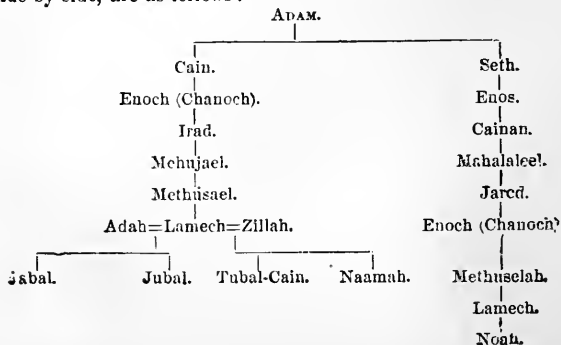 side by side, are as follows:
ADAM.
Cain. Seth.
Enoch (Chanoch). Enos.
Irad. Cainan.
Mehujael. Mahalaleel.
Methusael. Jared.
Adah=Lamech=Zillah. Enoch (Chanoch)
Jabal. Jubal. Tubal-Cain. Naamah. Methuselah.
Lamech.
Noah.